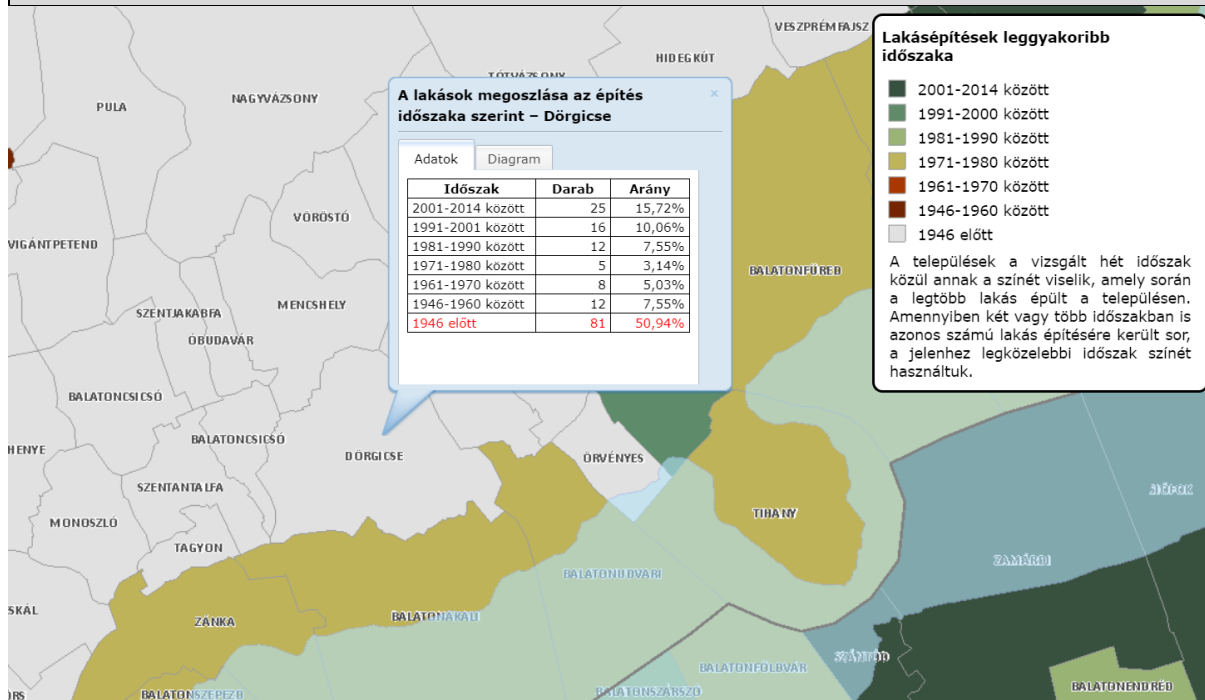 VESZPRÉMFAJSZ
HIDEGKÚT
TÓTVÁZSONY
PULA
NAGYVÁZSONY
VÖRÖSTÓ
VIGÁNTPETEND
MENCSHELY
SZENTJAKABFA
ÓBUDAVÁR
BALATONCSICSÓ
BALATONCSICSÓ
HENYE
DÖRGICSE
ÖRVÉNYES
SZENTANTALFA
MONOSZLÓ
TAGYON
BALATONFÜRED
TIHANY
SIÓFOK
ZAMÁRDI
BALATONUDVARI
SKÁL
ZÁNKA
BALATONAKALI
SZÁNTÓD
BALATONFÖLDVÁR
BALATONSZEPEZD
BALATONSZÁRSZÓ
BALATONENDRÉD
ORS
A lakások megoszlása az építés
időszaka szerint – Dörgicse
×
Adatok Diagram
Időszak Darab Arány
2001-2014 között 25 15,72%
1991-2001 között 16 10,06%
1981-1990 között 12 7,55%
1971-1980 között 5 3,14%
1961-1970 között 8 5,03%
1946-1960 között 12 7,55%
1946 előtt 81 50,94%
Lakásépítések leggyakoribb
időszaka
2001-2014 között
1991-2000 között
1981-1990 között
1971-1980 között
1961-1970 között
1946-1960 között
1946 előtt
A települések a vizsgált hét időszak
közül annak a színét viselik, amely során
a legtöbb lakás épült a településen.
Amennyiben két vagy több időszakban is
azonos számú lakás építésére került sor,
a jelenhez legközelebbi időszak színét
használtuk.